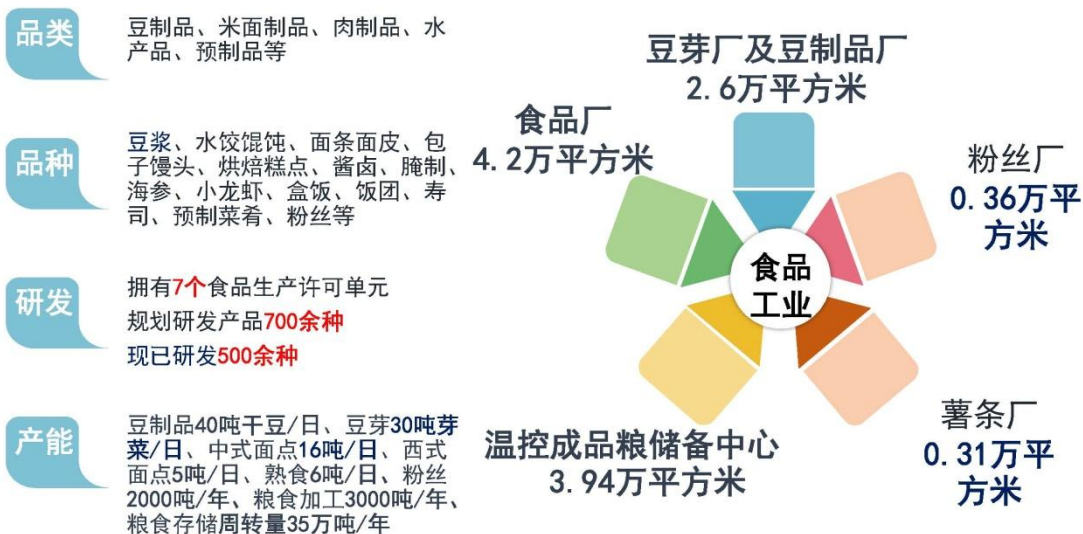 品类
豆制品、米面制品、肉制品、水
产品、预制品等
品种
豆浆、水饺馄饨、面条面皮、包
子馒头、烘焙糕点、酱卤、腌制、
海参、小龙虾、盒饭、饭团、寿
司、预制菜肴、粉丝等
研发
拥有7个食品生产许可单元
规划研发产品700余种
现已研发500余种
产能
豆制品40吨干豆/日、豆芽30吨芽
菜/日、中式面点16吨/日、西式
面点5吨/日、熟食6吨/日、粉丝
2000吨/年、粮食加工3000吨/年、
粮食存储周转量35万吨/年
豆芽厂及豆制品厂
2.6万平方米
食品厂
4.2万平方米
粉丝厂
0.36万平
方米
食品
工业
温控成品粮储备中心
3.94万平方米
薯条厂
0.31万平
方米